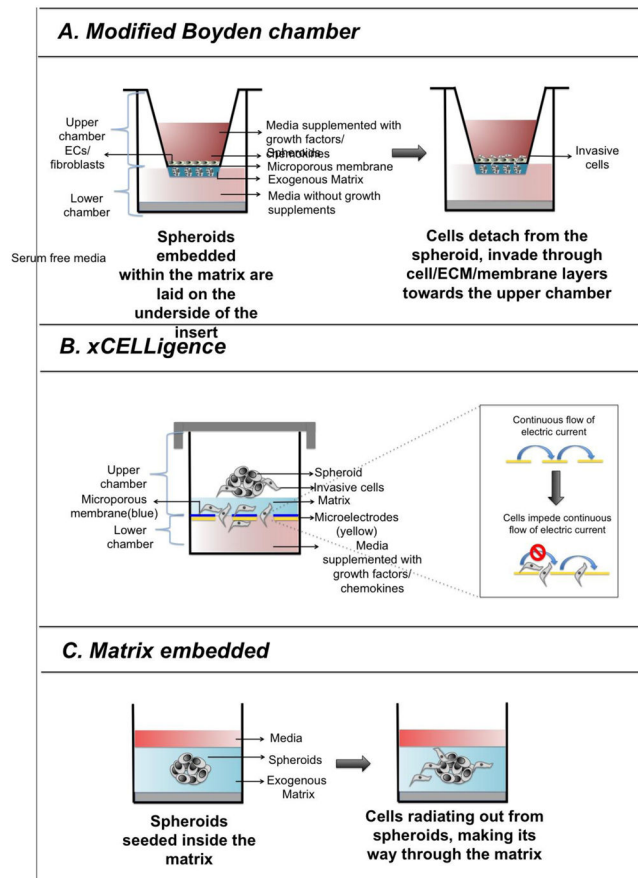 A. Modified Boyden chamber
Upper
chamber
ECs/
fibroblasts
Lower
chamber
Serum free media
Media supplemented with
growth factors/
chemokines
Spheroids
Microporous membrane
Exogenous Matrix
Media without growth
supplements
Spheroids
embedded
within the matrix are
laid on the
underside of the
insert
Invasive
cells
Cells detach from the
spheroid, invade through
cell/ECM/membrane layers
towards the upper chamber
B. xCELLigence
Upper
chamber
Microporous
membrane(blue)
Lower
chamber
Spheroid
Invasive cells
Matrix
Microelectrodes
(yellow)
Media
supplemented with
growth factors/
chemokines
Continuous flow of
electric current
Cells impede continuous
flow of electric current
C. Matrix embedded
Media
Spheroids
Exogenous
Matrix
Spheroids
seeded inside the
matrix
Cells radiating out from
spheroids, making its
way through the matrix